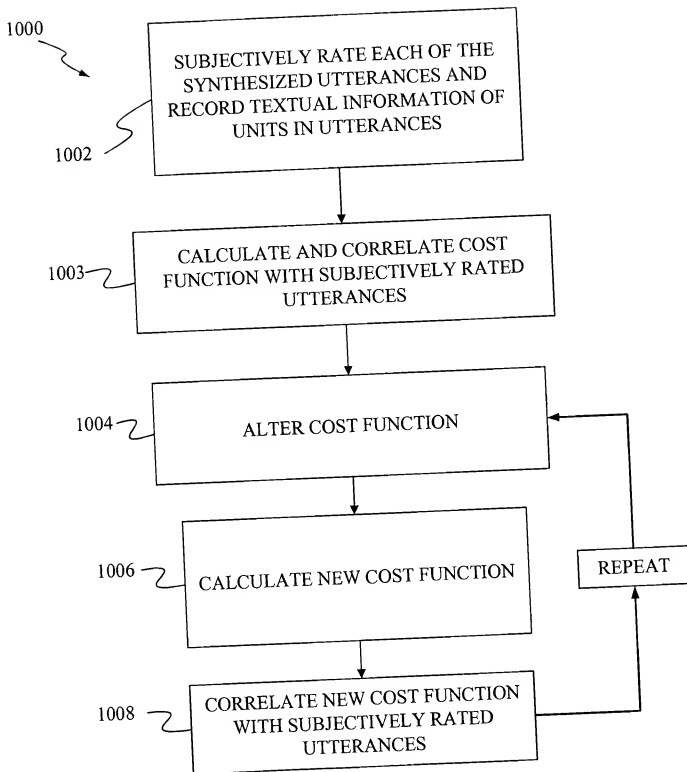 1000
SUBJECTIVELY RATE EACH OF THE
SYNTHESIZED UTTERANCES AND
RECORD TEXTUAL INFORMATION OF
UNITS IN UTTERANCES
1002
CALCULATE AND CORRELATE COST
FUNCTION WITH SUBJECTIVELY RATED
UTTERANCES
1003
ALTER COST FUNCTION
1004
CALCULATE NEW COST FUNCTION
1006
REPEAT
CORRELATE NEW COST FUNCTION
WITH SUBJECTIVELY RATED
UTTERANCES
1008